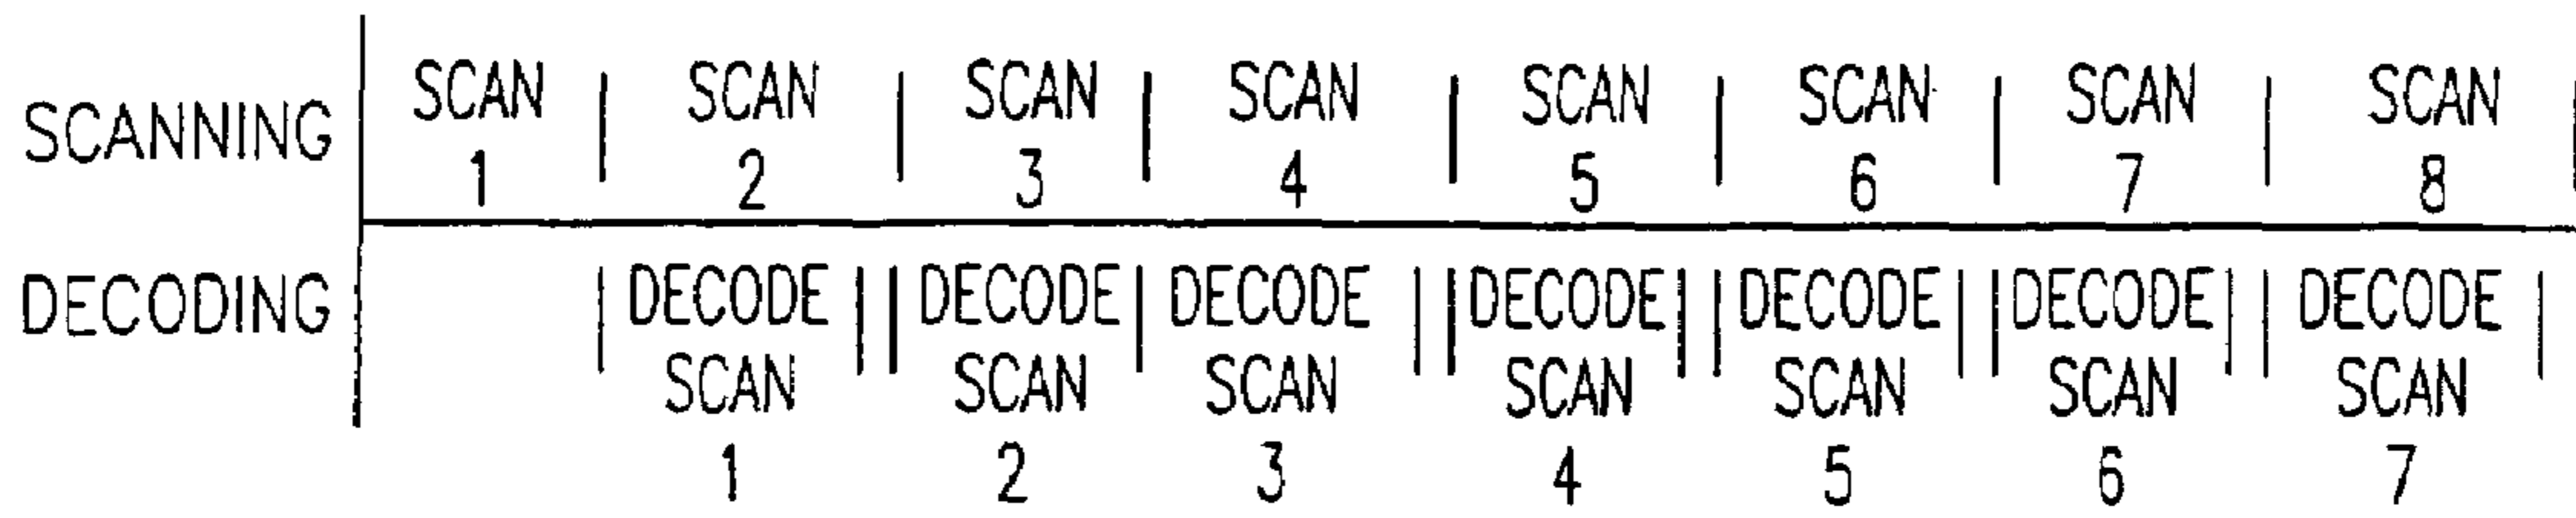 SCANNING SCAN SCAN SCAN SCAN SCAN SCAN SCAN SCAN
1 2 3 4 5 6 7 8
DECODING DECODE DECODE DECODE DECODE DECODE DECODE DECODE
SCAN SCAN SCAN SCAN SCAN SCAN SCAN
1 2 3 4 5 6 7